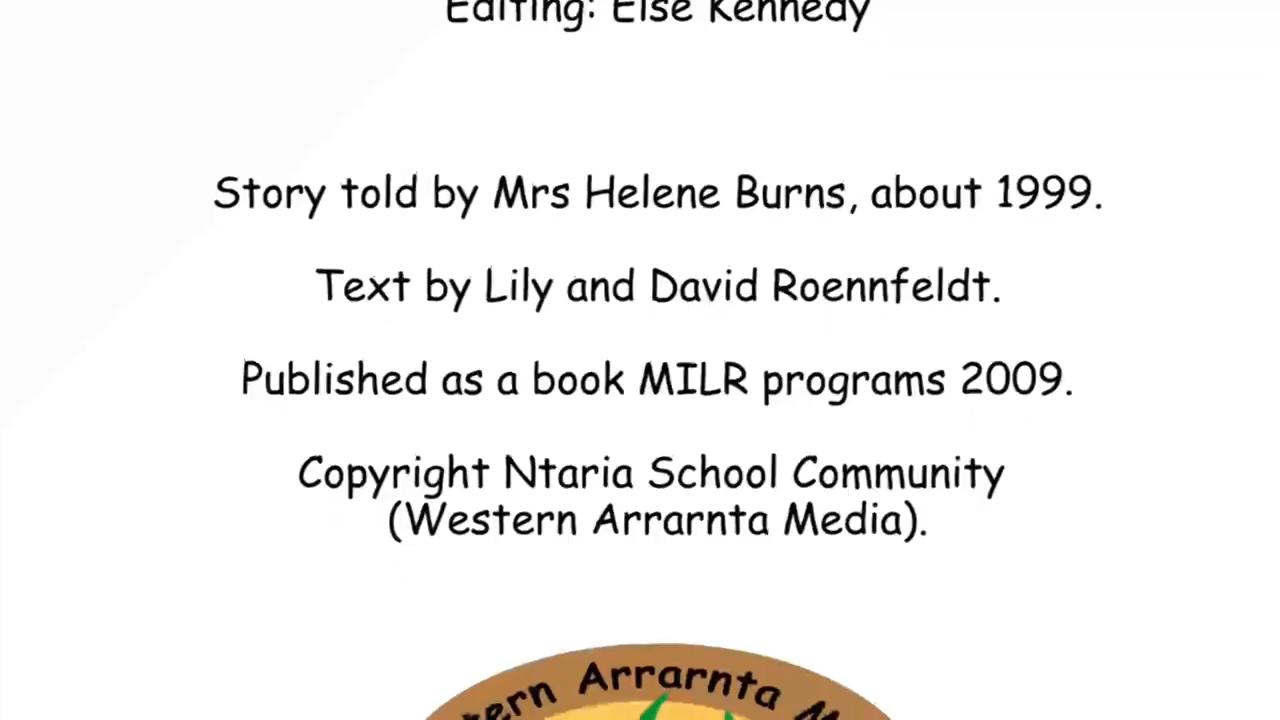 Editing: Else Kennedy
Story told by Mrs Helene Burns, about 1999.
Text by Lily and David Roennfeldt.
Published as a book MILR programs 2009.
Copyright Ntaria School Community
(Western Arrarnta Media).
Arrarnta